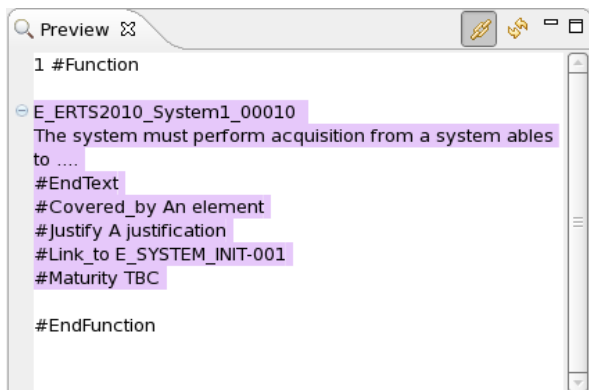 Preview
1 #Function
E_ERTS2010_System1_00010
The system must perform acquisition from a system ables
to ....
#EndText
#Covered_by An element
#Justify A justification
#Link_to E_SYSTEM_INIT-001
#Maturity TBC
#EndFunction